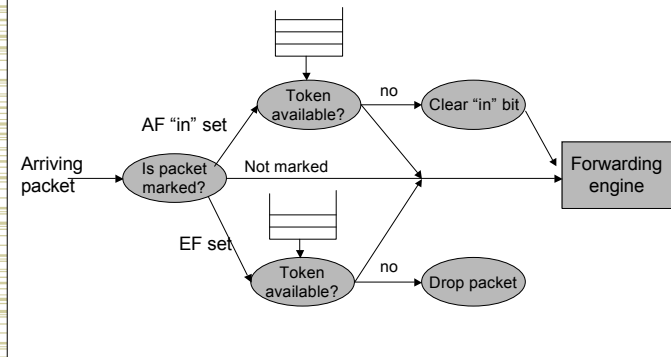 Token
available?
no
Clear “in” bit
AF “in” set
Arriving
packet
Is packet
marked?
Not marked
Forwarding
engine
EF set
Token
available?
no
Drop packet